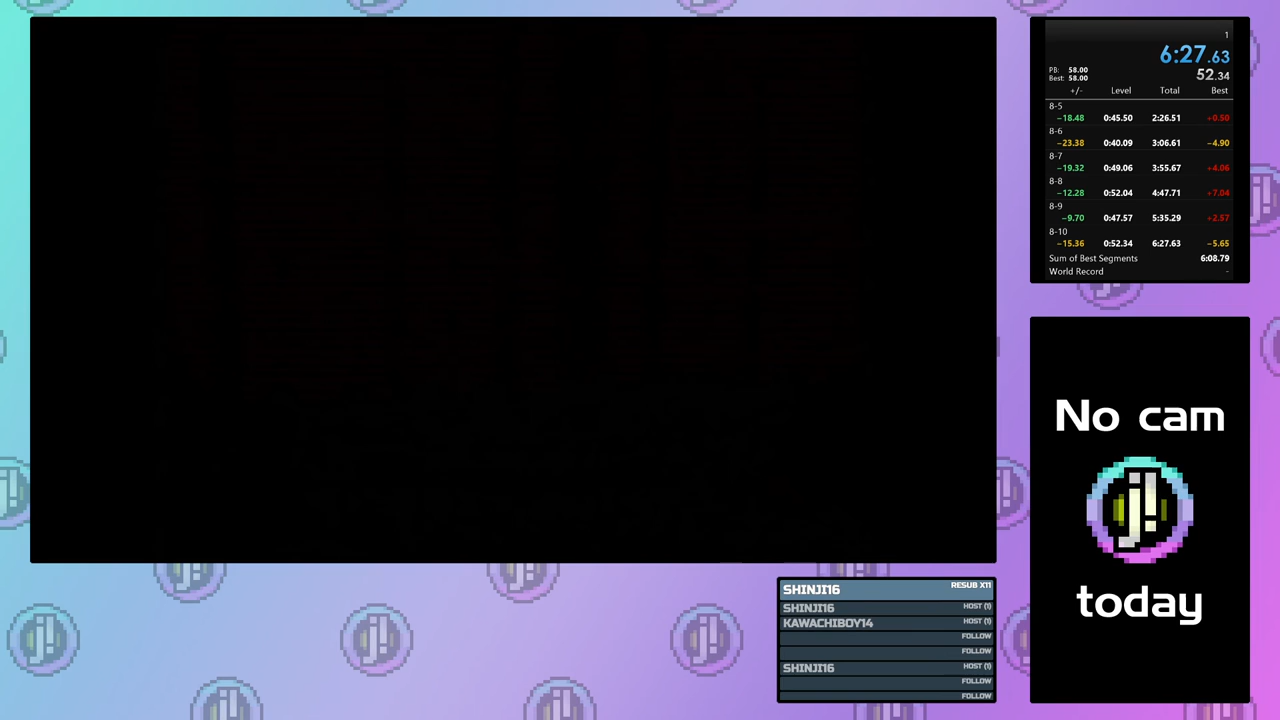 1
6:27.63
PB: 58.00
Best: 58.00
52.34
+/- Level Total Best
8-5
-18.48 0:45.50 2:26.51 +0.50
8-6
-23.38 0:40.09 3:06.61 -4.90
8-7
-19.32 0:49.06 3:55.67 +4.06
8-8
-12.28 0:52.04 4:47.71 +7.04
8-9
-9.70 0:47.57 5:35.29 +2.57
8-10
-15.36 0:52.34 6:27.63 -5.65
Sum of Best Segments 6:08.79
World Record -
No cam
j!
today
SHINJI16 RESUB X11
SHINJI16 HOST (1)
KAWACHIBOY14 HOST (1)
FOLLOW
FOLLOW
SHINJI16 HOST (1)
FOLLOW
FOLLOW